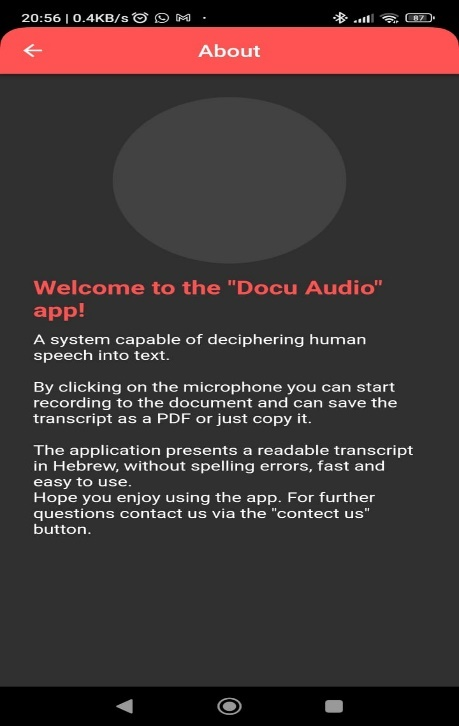 20:56 | 0.4KB/s
87
About
Welcome to the "Docu Audio"
app!
A system capable of deciphering human
speech into text.
By clicking on the microphone you can start
recording to the document and can save the
transcript as a PDF or just copy it.
The application presents a readable transcript
in Hebrew, without spelling errors, fast and
easy to use.
Hope you enjoy using the app. For further
questions contact us via the "contect us"
button.